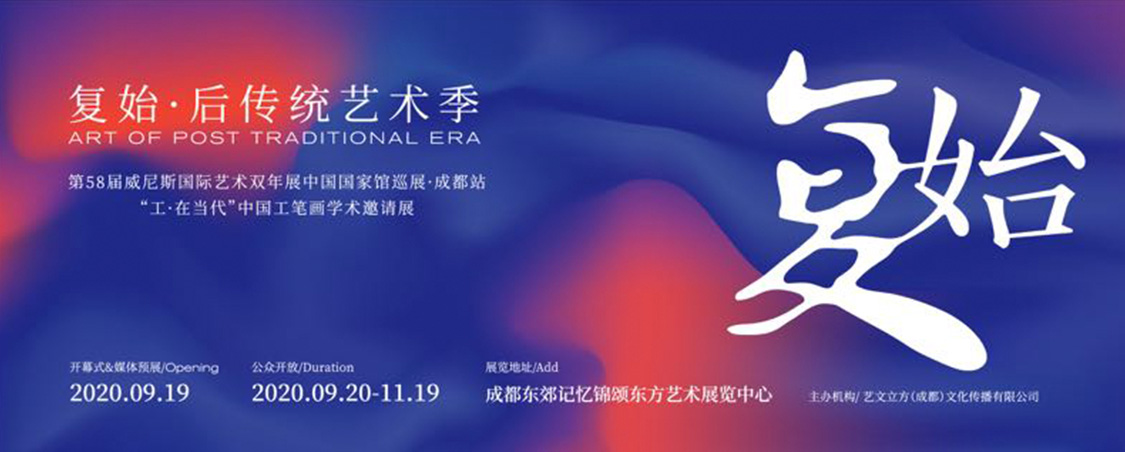 复始·后传统艺术季
ART OF POST TRADITIONAL ERA
第58届威尼斯国际艺术双年展中国国家馆巡展·成都站
“工·在当代”中国工笔画学术邀请展
复始
开幕式&媒体预展/Opening
2020.09.19
公众开放/Duration
2020.09.20-11.19
展览地址/Add
成都东郊记忆锦颂东方艺术展览中心
主办机构/ 艺文立方(成都)文化传播有限公司